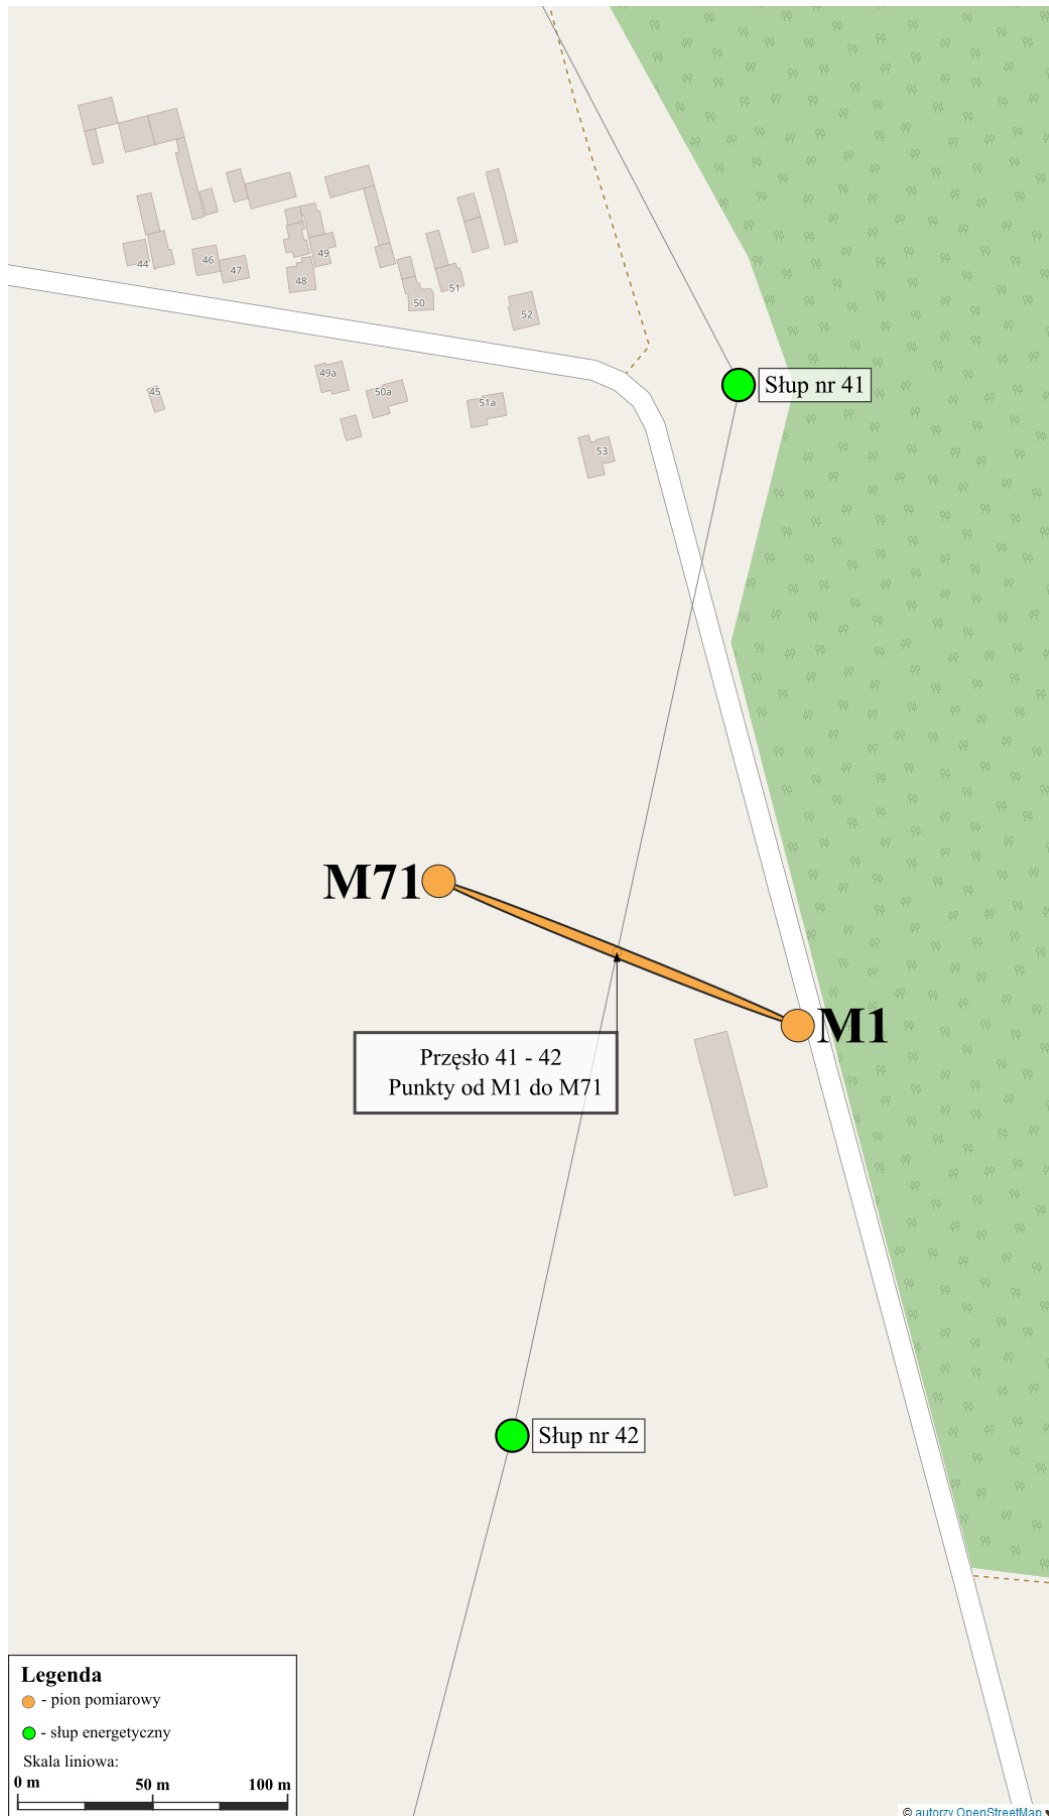 44
46
47
48
49
50
51
52
45
49a
50a
51a
53
Słup nr 41
M71
M1
Przęsło 41 - 42
Punkty od M1 do M71
Słup nr 42
Legenda
- pion pomiarowy
- słup energetyczny
Skala liniowa:
0 m 50 m 100 m
© autorzy OpenStreetMap